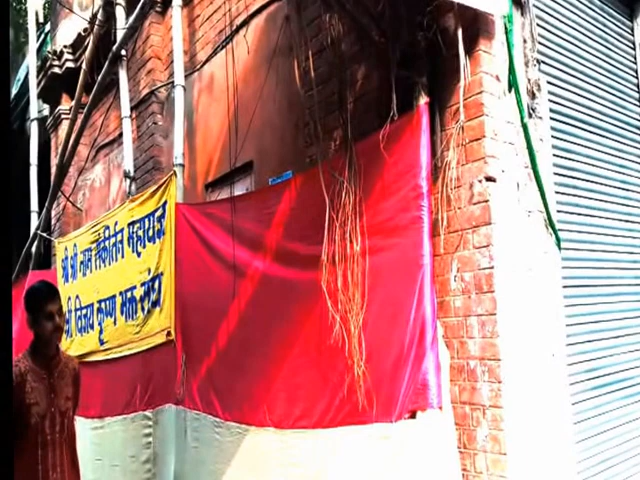 श्री श्री नाम संकीर्तन महायज्ञ
श्री विजय कृष्ण भक्त संघ